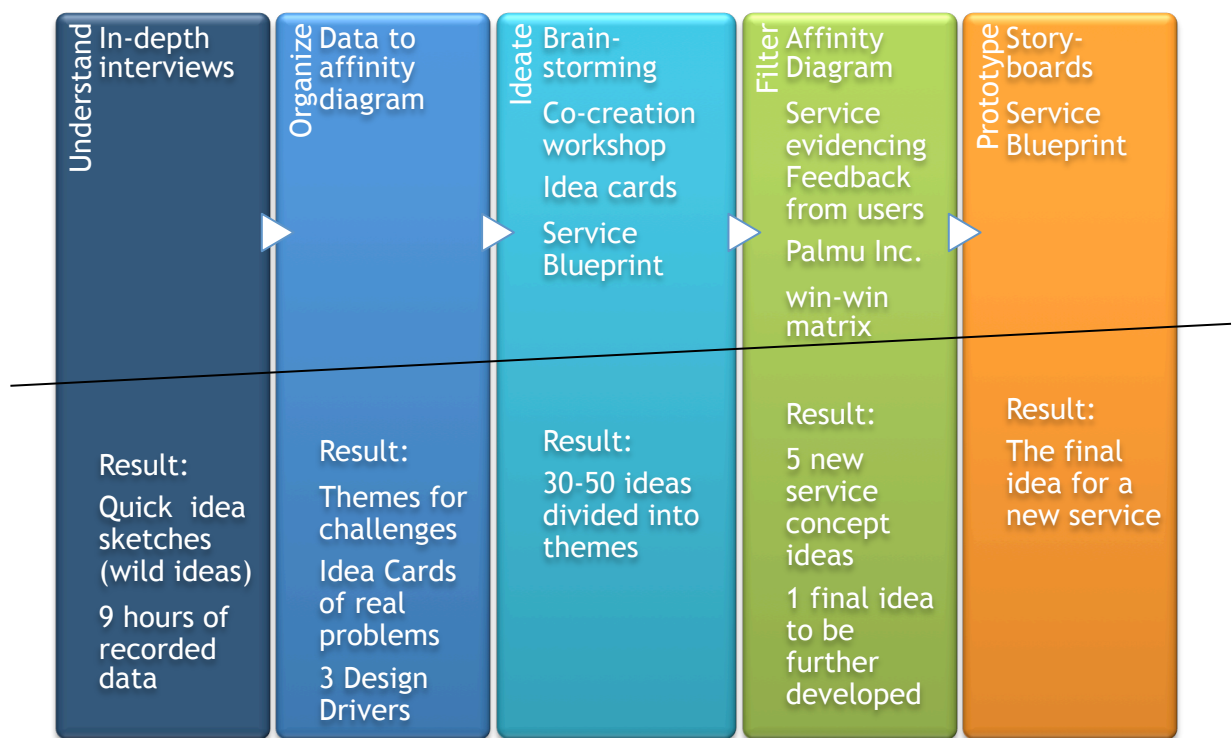 Understand
In-depth
interviews
Result:
Quick idea
sketches
(wild ideas)
9 hours of
recorded
data
Organize
Data to
affinity
diagram
Result:
Themes for
challenges
Idea Cards
of real
problems
3 Design
Drivers
Ideate
Brain-
storming
Co-creation
workshop
Idea cards
Service
Blueprint
Result:
30-50 ideas
divided into
themes
Filter
Affinity
Diagram
Service
evidencing
Feedback
from users
Palmu Inc.
win-win
matrix
Result:
5 new
service
concept
ideas
1 final idea
to be
further
developed
Prototype
Story-
boards
Service
Blueprint
Result:
The final
idea for a
new service